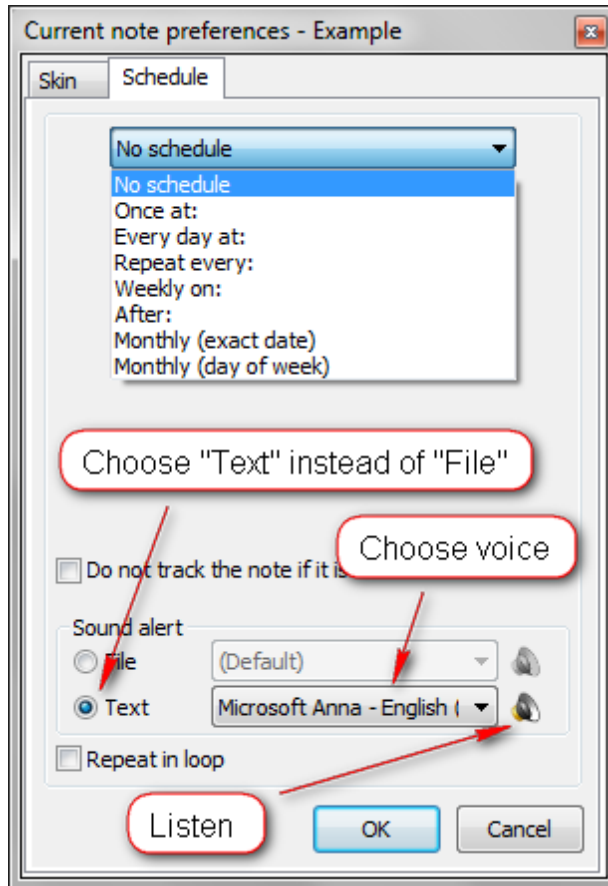 Current note preferences - Example
Skin
Schedule
No schedule
No schedule
Once at:
Every day at:
Repeat every:
Weekly on:
After:
Monthly (exact date)
Monthly (day of week)
Choose "Text" instead of "File"
Choose voice
Do not track the note if it is
Sound alert
File
(Default)
Text
Microsoft Anna - English (
Repeat in loop
Listen
OK
Cancel